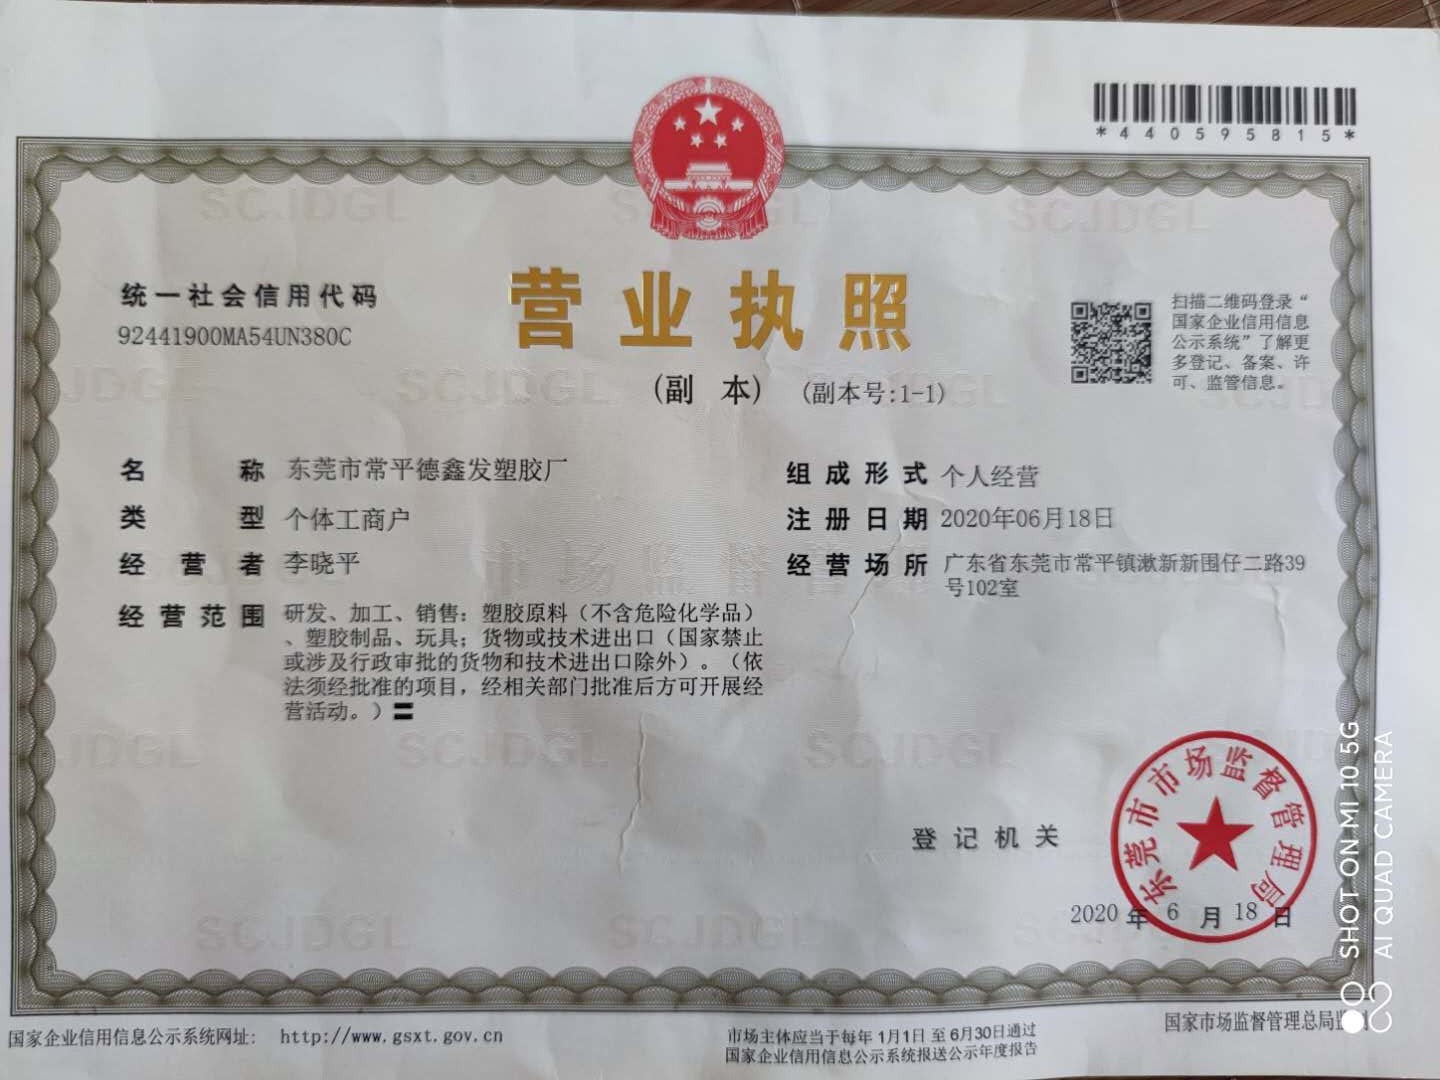 *440595815*
统一社会信用代码
92441900MA54UN380C
营业执照
(副 本) (副本号:1-1)
扫描二维码登录“
国家企业信用信息
公示系统”了解更
多登记、备案、许
可、监管信息。
名称 东莞市常平德鑫发塑胶厂
类型 个体工商户
经营者 李晓平
经营范围 研发、加工、销售：塑胶原料（不含危险化学品）
、塑胶制品、玩具；货物或技术进出口（国家禁止
或涉及行政审批的货物和技术进出口除外）。（依
法须经批准的项目，经相关部门批准后方可开展经
营活动。）
组成形式 个人经营
注册日期 2020年06月18日
经营场所 广东省东莞市常平镇漱新新围仔二路39
号102室
登记机关
东莞市市场监督管理局
2020 年 6 月 18 日
国家企业信用信息公示系统网址： http://www.gsxt.gov.cn
市场主体应当于每年1月1日 至6月30日通过
国家企业信用信息公示系统报送公示年度报告
国家市场监督管理总局监制
SHOT ON MI 10 5G
AI QUAD CAMERA
SCJDGL
市场监督管理